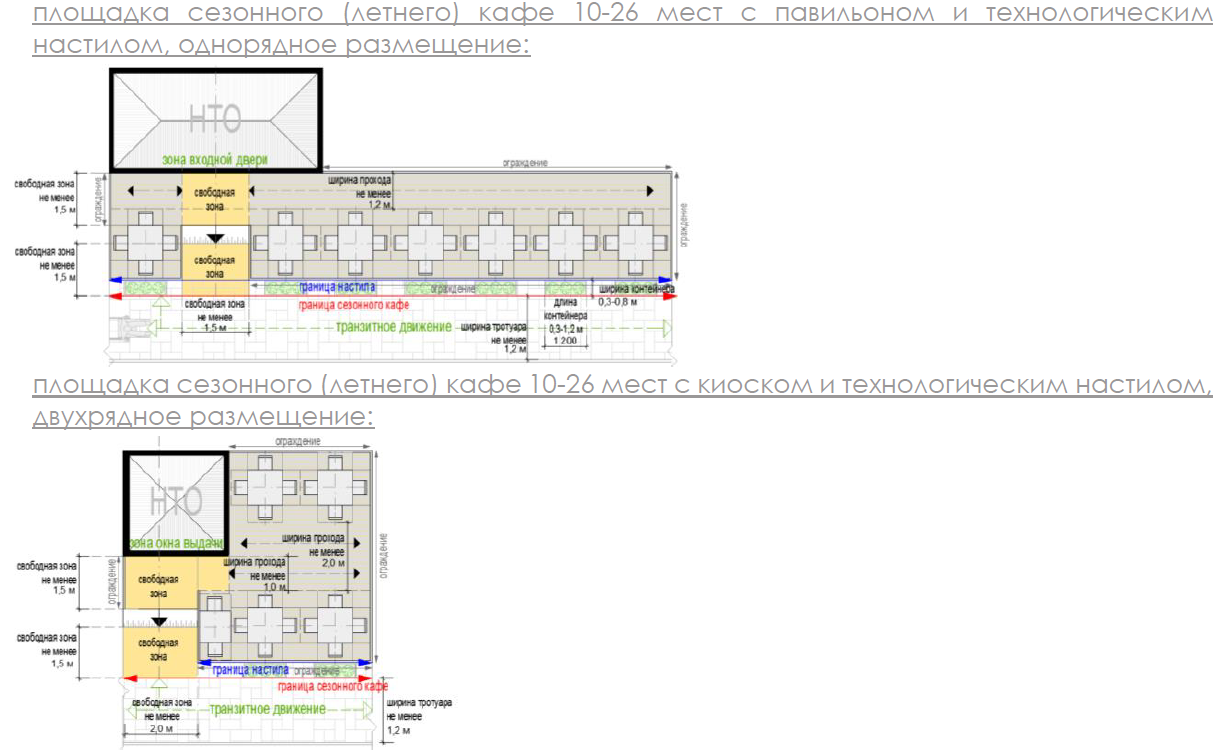 площадка сезонного (летнего) кафе 10-26 мест с павильоном и технологическим
настилом, однорядное размещение:
НТО
зона входной двери
ограждение
свободная зона
не менее
1,5 м
ограждение
свободная
зона
ширина прохода
не менее
1,2 м
ограждение
свободная зона
не менее
1,5 м
свободная
зона
граница настила
ограждение
ширина контейнера
0,3-0,8 м
граница сезонного кафе
свободная зона
не менее
1,5 м
длина
контейнера
0,3-1,2 м
1 200
транзитное движение
ширина тротуара
не менее
1,2 м
площадка сезонного (летнего) кафе 10-26 мест с киоском и технологическим настилом,
двухрядное размещение:
ограждение
НТО
зона окна выдачи
ширина прохода
не менее
2,0 м
ограждение
свободная зона
не менее
1,5 м
ограждение
свободная
зона
ширина прохода
не менее
1,0 м
свободная зона
не менее
1,5 м
свободная
зона
граница настила
ограждение
граница сезонного кафе
свободная зона
не менее
2,0 м
транзитное движение
ширина тротуара
не менее
1,2 м